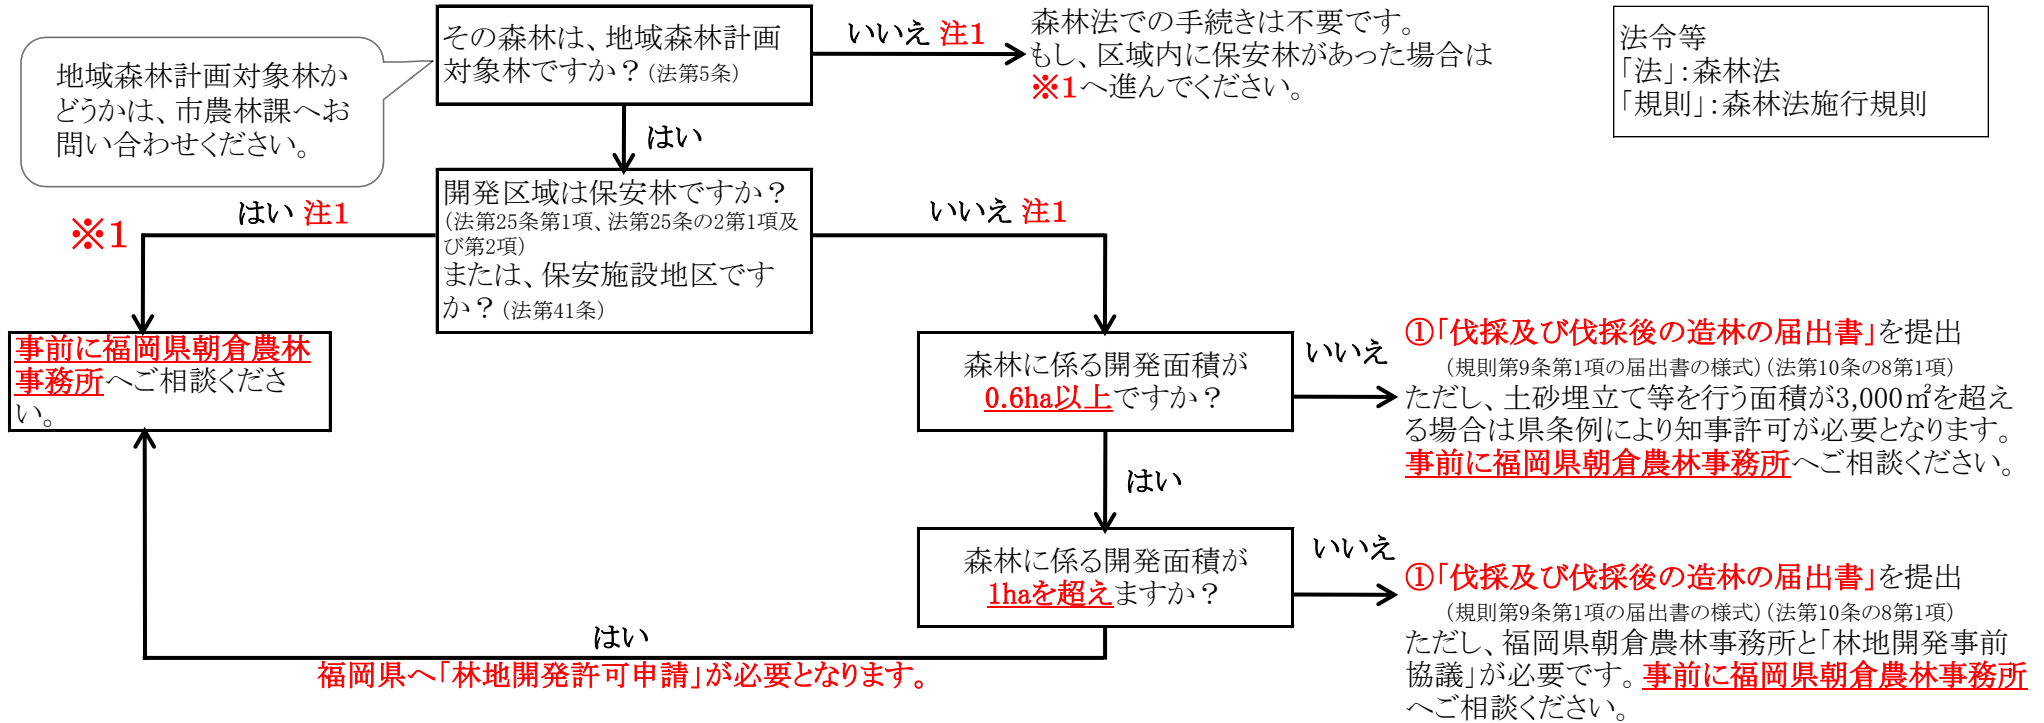 その森林は、地域森林計画
対象林ですか？(法第5条)
いいえ 注1
森林法での手続きは不要です。
もし、区域内に保安林があった場合は
※1へ進んでください。
法令等
「法」：森林法
「規則」：森林法施行規則
地域森林計画対象林か
どうかは、市農林課へお
問い合わせください。
はい
開発区域は保安林ですか？
(法第25条第1項、法第25条の2第1項及
び第2項)
または、保安施設地区です
か？(法第41条)
はい 注1
※1
いいえ 注1
事前に福岡県朝倉農林
事務所へご相談くださ
い。
森林に係る開発面積が
0.6ha以上ですか？
いいえ
①「伐採及び伐採後の造林の届出書」を提出
(規則第9条第1項の届出書の様式)(法第10条の8第1項)
ただし、土砂埋立て等を行う面積が3,000㎡を超え
る場合は県条例により知事許可が必要となります。
事前に福岡県朝倉農林事務所へご相談ください。
はい
森林に係る開発面積が
1haを超えますか？
いいえ
①「伐採及び伐採後の造林の届出書」を提出
(規則第9条第1項の届出書の様式)(法第10条の8第1項)
ただし、福岡県朝倉農林事務所と「林地開発事前
協議」が必要です。事前に福岡県朝倉農林事務所
へご相談ください。
はい
福岡県へ「林地開発許可申請」が必要となります。